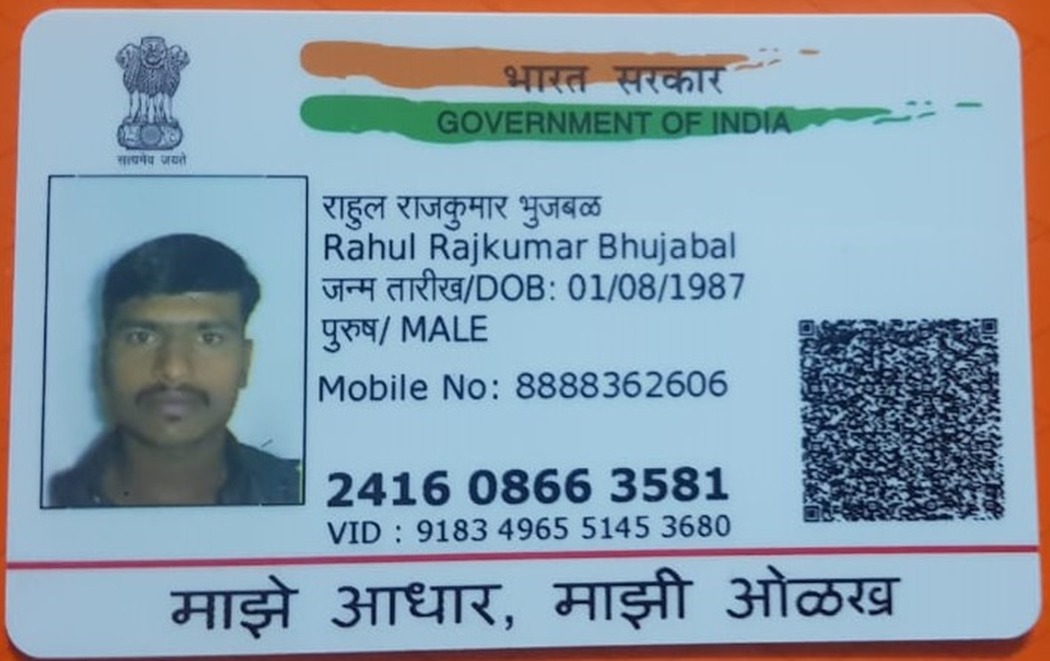 सत्यमेव जयते
भारत सरकार
GOVERNMENT OF INDIA
राहुल राजकुमार भुजबळ
Rahul Rajkumar Bhujabal
जन्म तारीख/DOB: 01/08/1987
पुरुष/ MALE
Mobile No: 8888362606
2416 0866 3581
VID : 9183 4965 5145 3680
माझे आधार, माझी ओळख